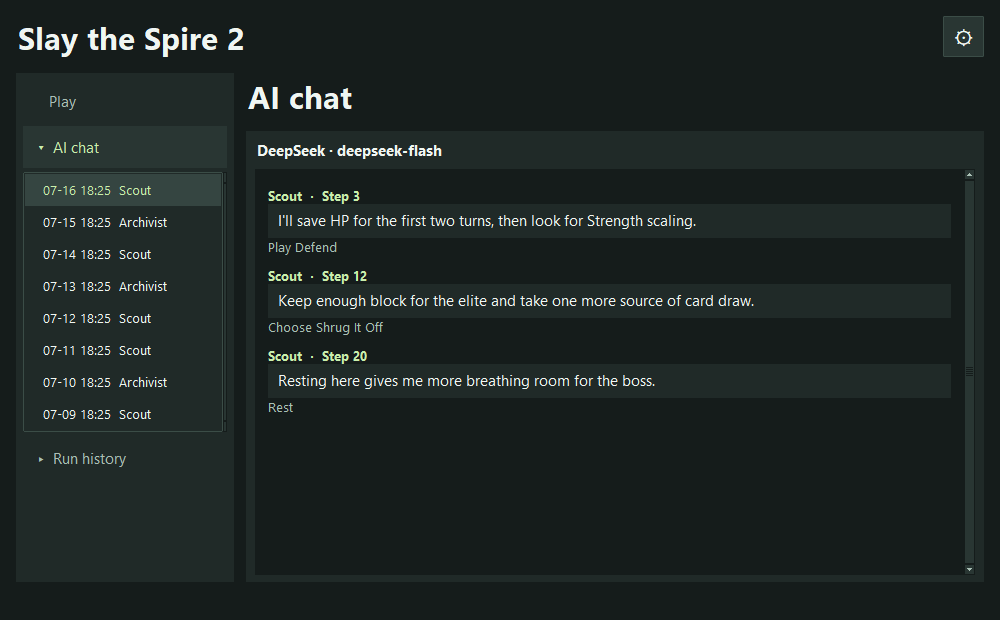 Slay the Spire 2
Play
AI chat
07-16 18:25 Scout
07-15 18:25 Archivist
07-14 18:25 Scout
07-13 18:25 Archivist
07-12 18:25 Scout
07-11 18:25 Scout
07-10 18:25 Archivist
07-09 18:25 Scout
Run history
AI chat
DeepSeek · deepseek-flash
Scout · Step 3
I'll save HP for the first two turns, then look for Strength scaling.
Play Defend
Scout · Step 12
Keep enough block for the elite and take one more source of card draw.
Choose Shrug It Off
Scout · Step 20
Resting here gives me more breathing room for the boss.
Rest